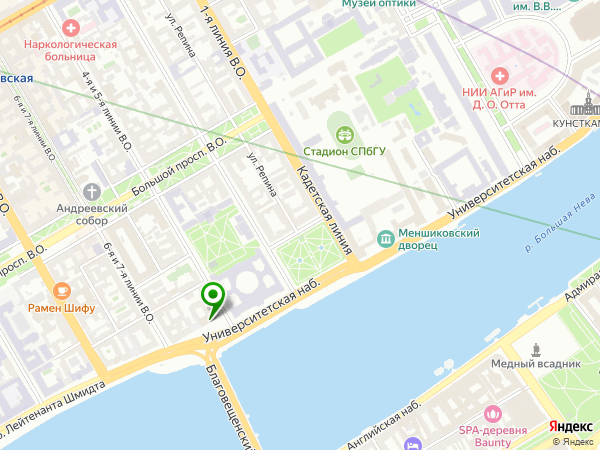 Музей оптики
им. В.В.
Наркологическая
больница
ул. Репина
1-я линия В.О.
вская
4-я и 5-я линии В.О.
6-я и 7-я линии В.О.
НИИ АГиР им.
Д. О. Отта
КУНСТКАМ
Стадион СПбГУ
Большой просп. В.О.
ул. Репина
Кадетская линия
Университетская наб.
Андреевский
собор
р. Большая Нева
Меншиковский
дворец
просп. В.О.
В.О.
6-я и 7-я линии В.О.
Рамен Шифу
Университетская наб.
Адмира
Медный всадник
Благовещенский
Лейтенанта Шмидта
Английская наб.
SPA-деревня
Baunty
Яндекс
© Яндекс